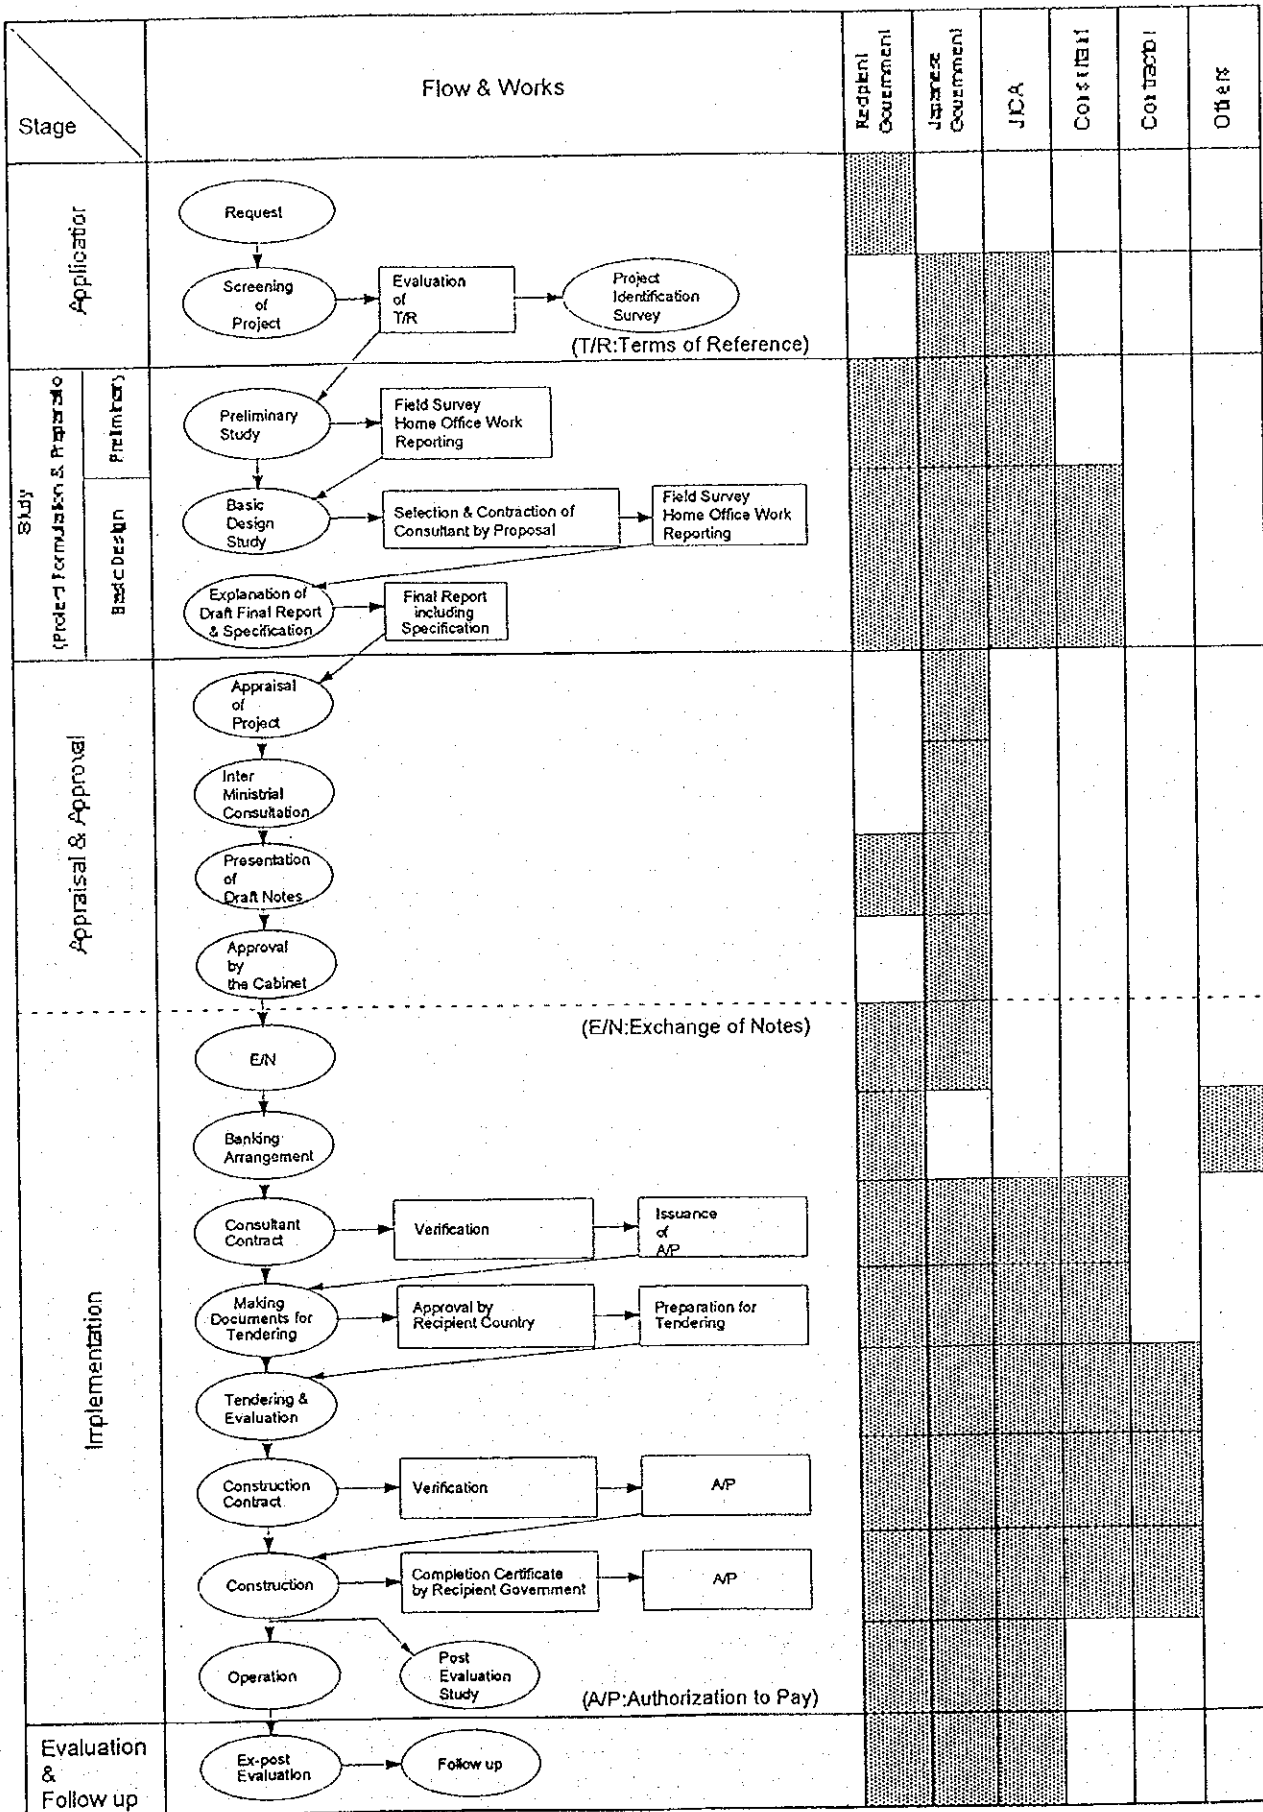 Stage
Flow & Works
Recipient
Government
Japanese
Government
JICA
Consultant
Contractor
Others
Application
Request
Screening
of
Project
Evaluation
of
T/R
Project
Identification
Survey
(T/R:Terms of Reference)
Study
(Project Formulation & Preparatio
Preliminary
Preliminary
Study
Field Survey
Home Office Work
Reporting
Basic Design
Basic
Design
Study
Selection & Contraction of
Consultant by Proposal
Field Survey
Home Office Work
Reporting
Explanation of
Draft Final Report
& Specification
Final Report
including
Specification
Appraisal & Approval
Appraisal
of
Project
Inter
Ministrial
Consultation
Presentation
of
Draft Notes
Approval
by
the Cabinet
(E/N:Exchange of Notes)
Implementation
E/N
Banking
Arrangement
Consultant
Contract
Verification
Issuance
of
A/P
Making
Documents for
Tendering
Approval by
Recipient Country
Preparation for
Tendering
Tendering &
Evaluation
Construction
Contract
Verification
A/P
Construction
Completion Certificate
by Recipient Government
A/P
Operation
Post
Evaluation
Study
(A/P:Authorization to Pay)
Evaluation
&
Follow up
Ex-post
Evaluation
Follow up